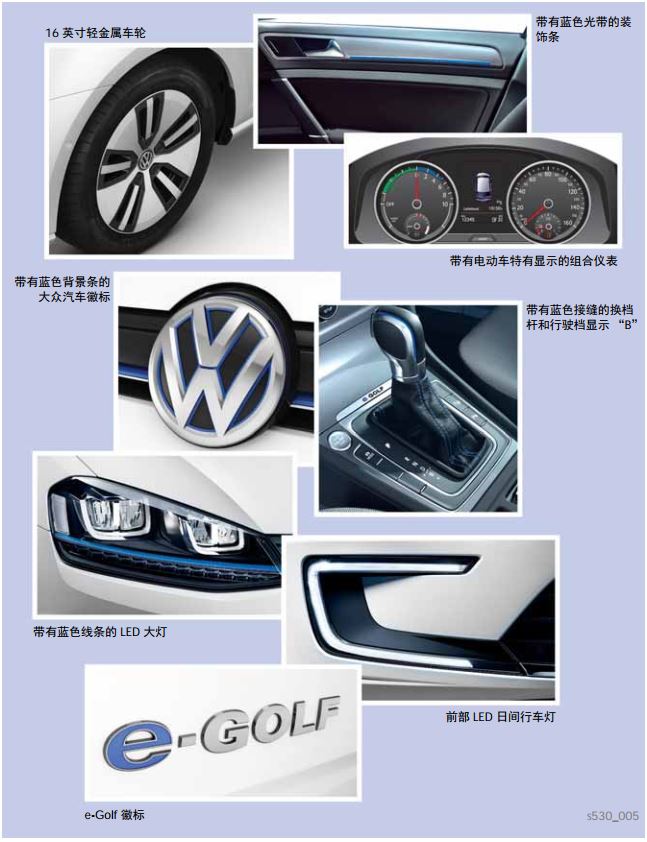 16 英寸轻金属车轮
带有蓝色光带的装
饰条
带有电动车特有显示的组合仪表
带有蓝色背景条的
大众汽车徽标
带有蓝色接缝的换档
杆和行驶档显示 “B”
e GOLF
带有蓝色线条的 LED 大灯
前部 LED 日间行车灯
e-GOLF
e-Golf 徽标
s530_005